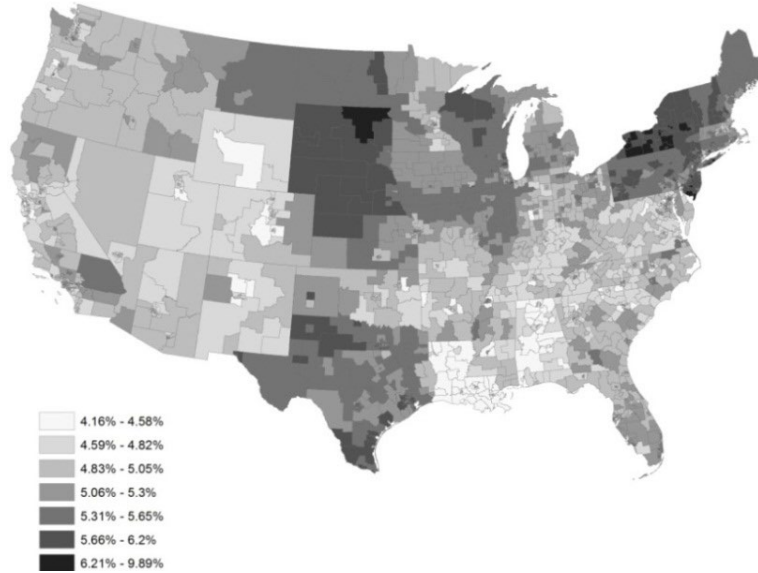 4.16% - 4.58%
4.59% - 4.82%
4.83% - 5.05%
5.06% - 5.3%
5.31% - 5.65%
5.66% - 6.2%
6.21% - 9.89%